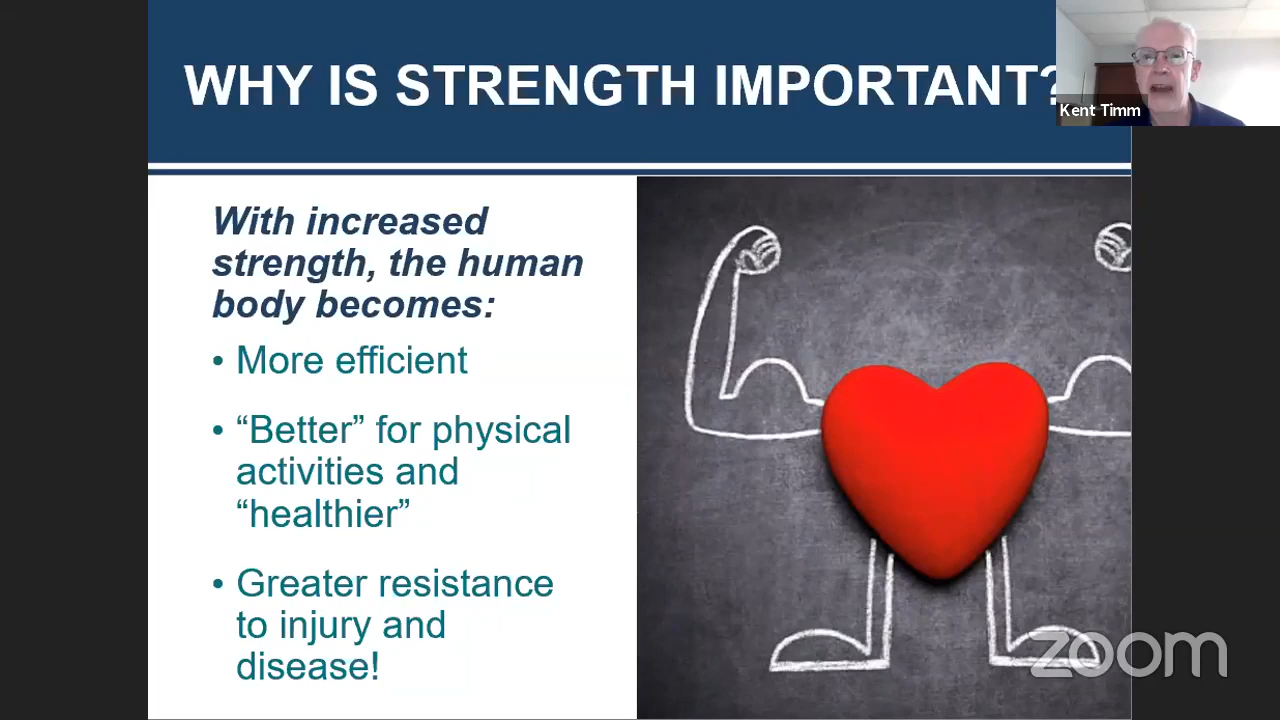 WHY IS STRENGTH IMPORTANT?
Kent Timm
With increased
strength, the human
body becomes:
• More efficient
• “Better” for physical
activities and
“healthier”
• Greater resistance
to injury and
disease!
zoom